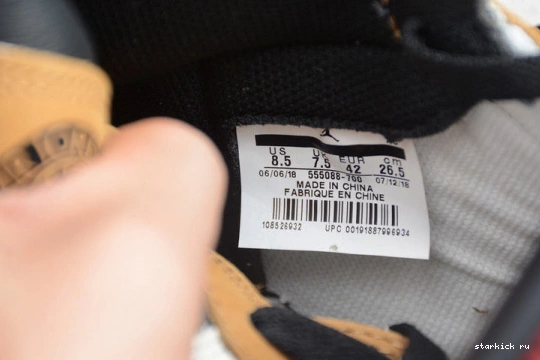 US UK EUR cm
8.5 7.5 42 26.5
06/06/18 555088-700 07/12/18
MADE IN CHINA
FABRIQUE EN CHINE
108526932 UPC 00191887996934
starkick ru